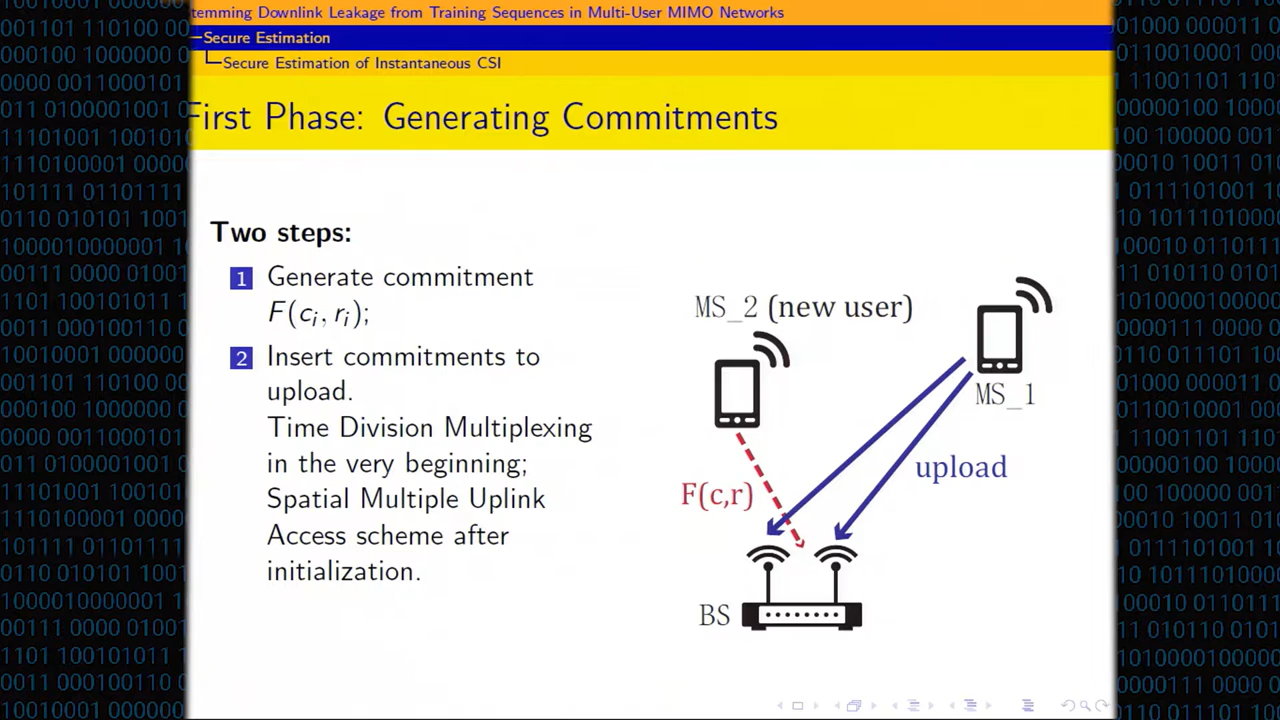 temming Downlink Leakage from Training Sequences in Multi-User MIMO Networks
Secure Estimation
Secure Estimation of Instantaneous CSI
First Phase: Generating Commitments
Two steps:
1 Generate commitment
F(cᵢ, rᵢ);
2 Insert commitments to
upload.
Time Division Multiplexing
in the very beginning;
Spatial Multiple Uplink
Access scheme after
initialization.
MS_2 (new user)
MS_1
upload
F(c,r)
BS